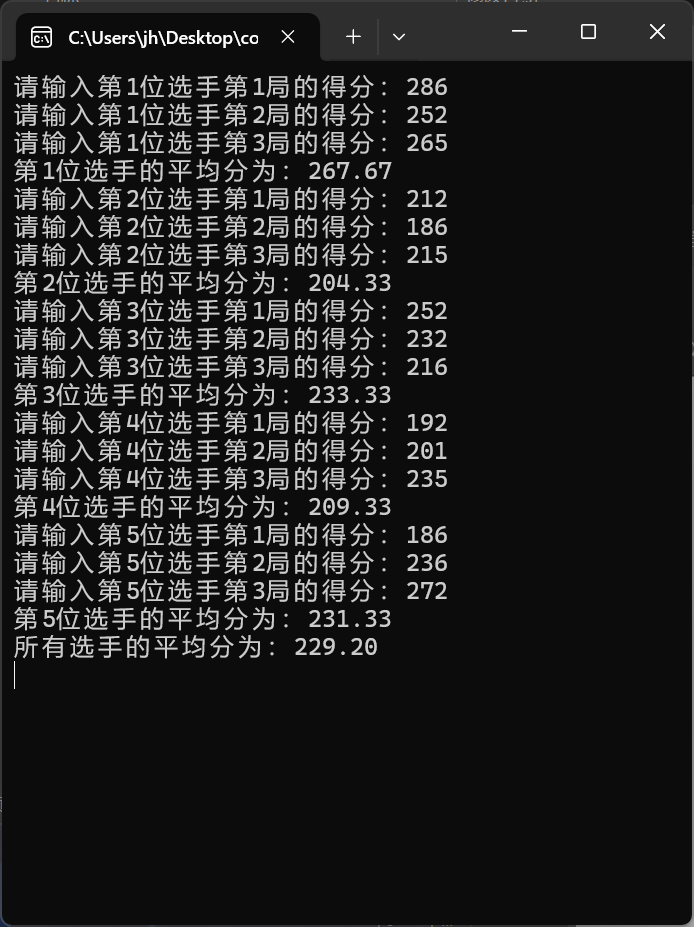 C:\Users\jh\Desktop\co
请输入第1位选手第1局的得分：286
请输入第1位选手第2局的得分：252
请输入第1位选手第3局的得分：265
第1位选手的平均分为：267.67
请输入第2位选手第1局的得分：212
请输入第2位选手第2局的得分：186
请输入第2位选手第3局的得分：215
第2位选手的平均分为：204.33
请输入第3位选手第1局的得分：252
请输入第3位选手第2局的得分：232
请输入第3位选手第3局的得分：216
第3位选手的平均分为：233.33
请输入第4位选手第1局的得分：192
请输入第4位选手第2局的得分：201
请输入第4位选手第3局的得分：235
第4位选手的平均分为：209.33
请输入第5位选手第1局的得分：186
请输入第5位选手第2局的得分：236
请输入第5位选手第3局的得分：272
第5位选手的平均分为：231.33
所有选手的平均分为：229.20